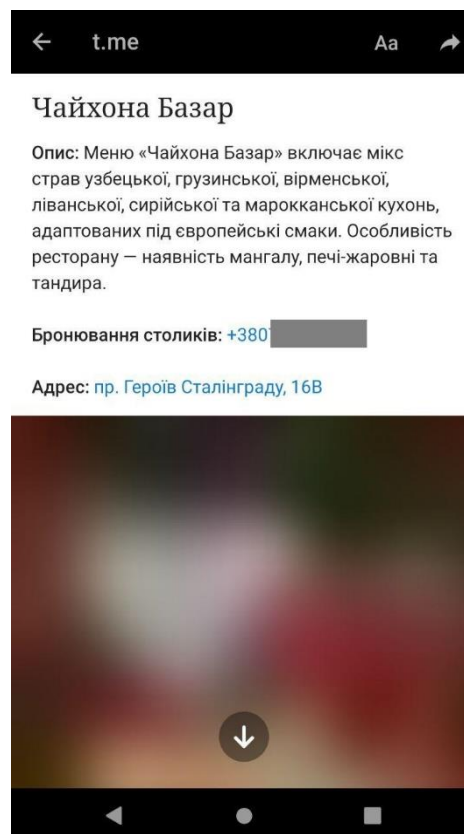 t.me
Aa
Чайхона Базар
Опис: Меню «Чайхона Базар» включає мікс
страв узбецької, грузинської, вірменської,
ліванської, сирійської та марокканської кухонь,
адаптованих під європейські смаки. Особливість
ресторану — наявність мангалу, печі-жаровні та
тандира.
Бронювання столиків: +380
Адрес: пр. Героїв Сталінграду, 16В